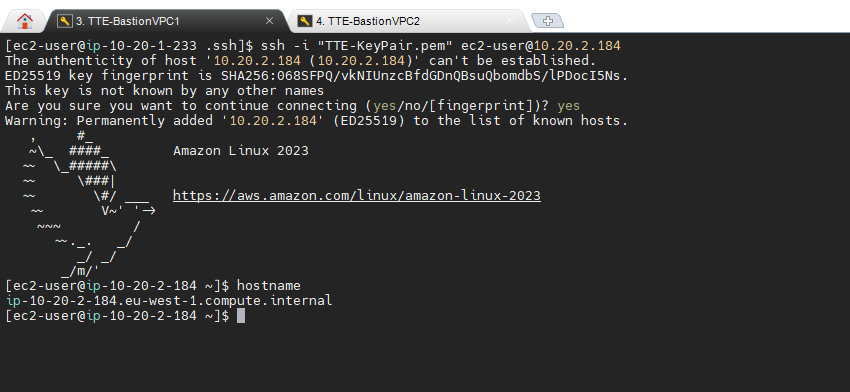 3. TTE-BastionVPC1
4. TTE-BastionVPC2
[ec2-user@ip-10-20-1-233 .ssh]$ ssh -i "TTE-KeyPair.pem" ec2-user@10.20.2.184
The authenticity of host '10.20.2.184 (10.20.2.184)' can't be established.
ED25519 key fingerprint is SHA256:068SFPQ/vkNIUnzcBfdGDnQBsuQbomdbS/lPDocI5Ns.
This key is not known by any other names
Are you sure you want to continue connecting (yes/no/[fingerprint])? yes
Warning: Permanently added '10.20.2.184' (ED25519) to the list of known hosts.
   ,     #_
   ~\_  ####_        Amazon Linux 2023
  ~~  \_#####\
  ~~     \###|
  ~~       \#/ ___   https://aws.amazon.com/linux/amazon-linux-2023
   ~~       V~' '->
    ~~~         /
      ~~._.   _/
         _/ _/
       _/m/'
[ec2-user@ip-10-20-2-184 ~]$ hostname
ip-10-20-2-184.eu-west-1.compute.internal
[ec2-user@ip-10-20-2-184 ~]$